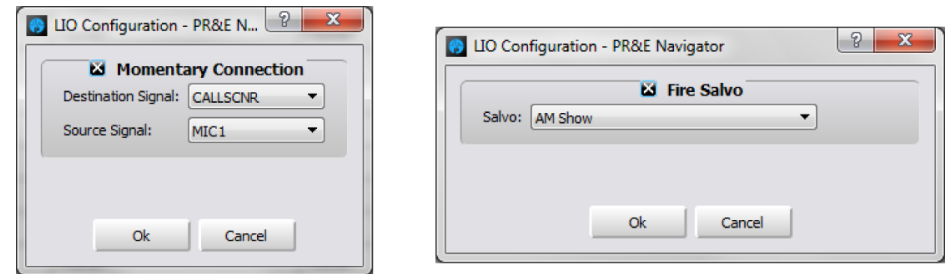 LIO Configuration - PR&E N...
Momentary Connection
Destination Signal: CALLSCNR
Source Signal: MIC1
Ok Cancel
LIO Configuration - PR&E Navigator
Fire Salvo
Salvo: AM Show
Ok Cancel